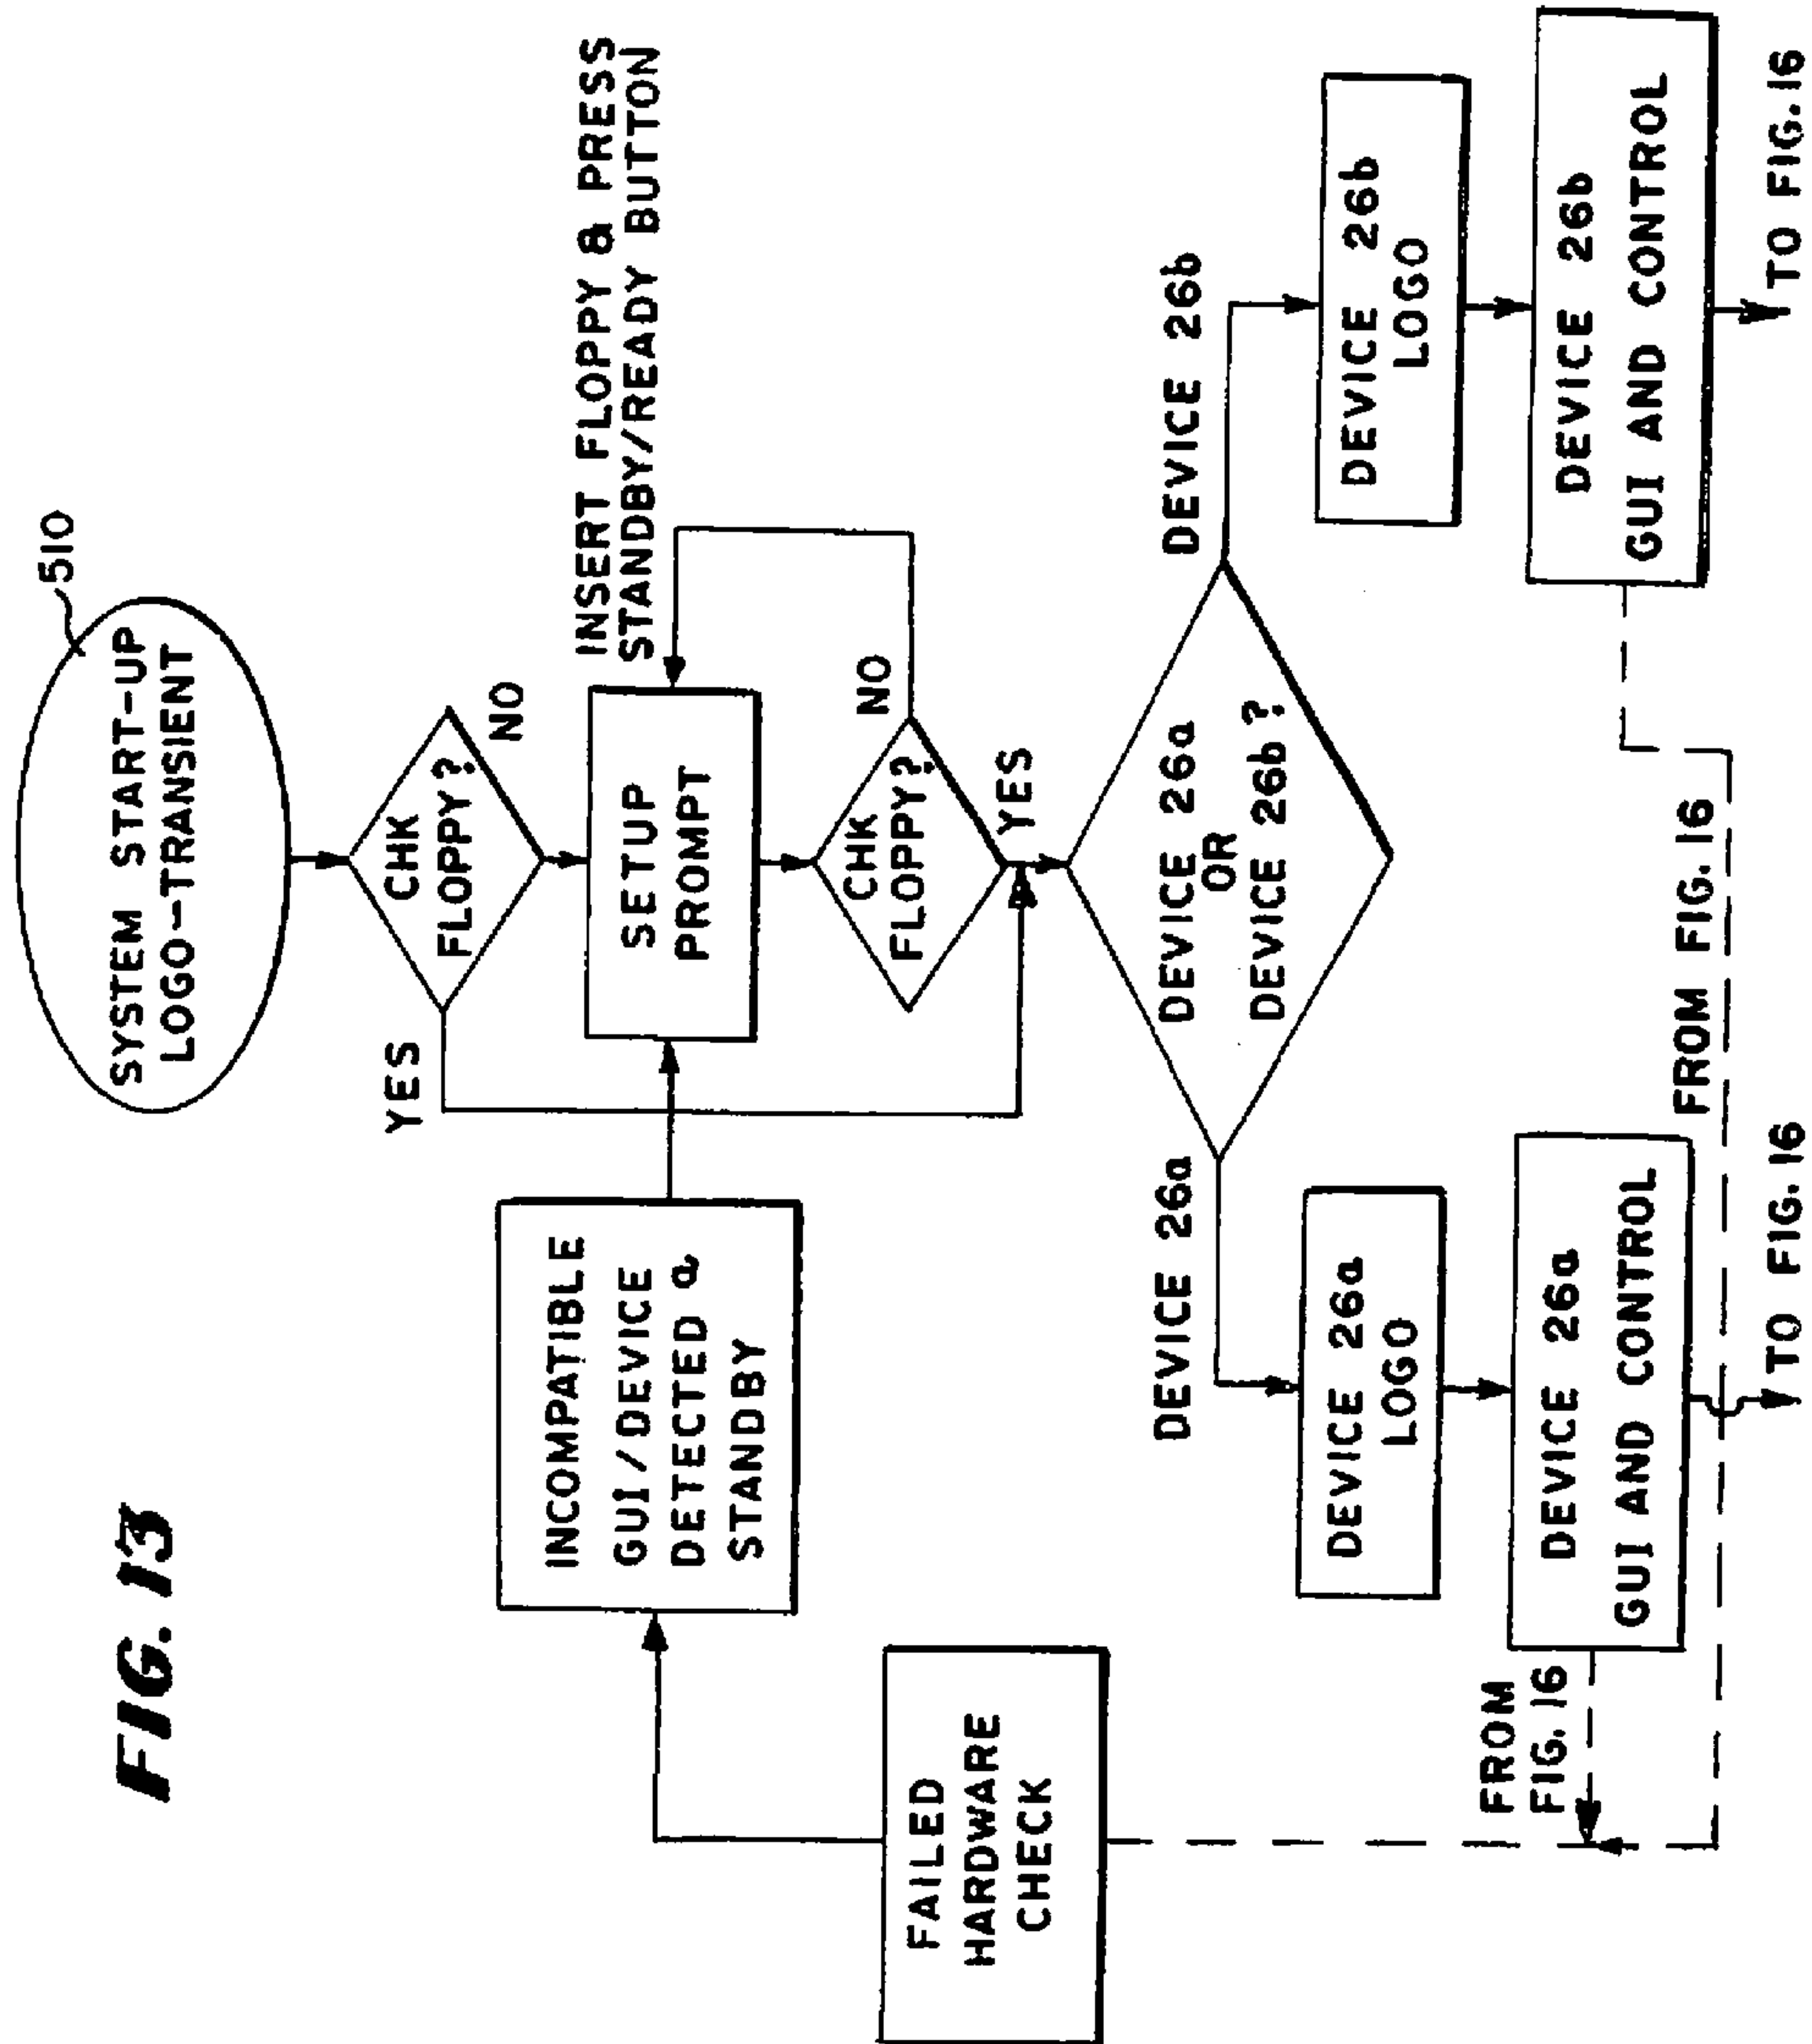 FIG. 13
510
SYSTEM START-UP
LOGO-TRANSIENT
CHK
FLOPPY?
YES
NO
INSERT FLOPPY & PRESS
STANDBY/READY BUTTON
SETUP
PROMPT
INCOMPATIBLE
GUI/DEVICE
DETECTED &
STANDBY
CHK
FLOPPY?
NO
YES
FAILED
HARDWARE
CHECK
DEVICE 26a
OR
DEVICE 26b?
DEVICE 26a
DEVICE 26b
DEVICE 26a
LOGO
DEVICE 26b
LOGO
DEVICE 26a
GUI AND CONTROL
DEVICE 26b
GUI AND CONTROL
FROM
FIG. 16
FROM FIG. 16
TO FIG. 16
TO FIG. 16